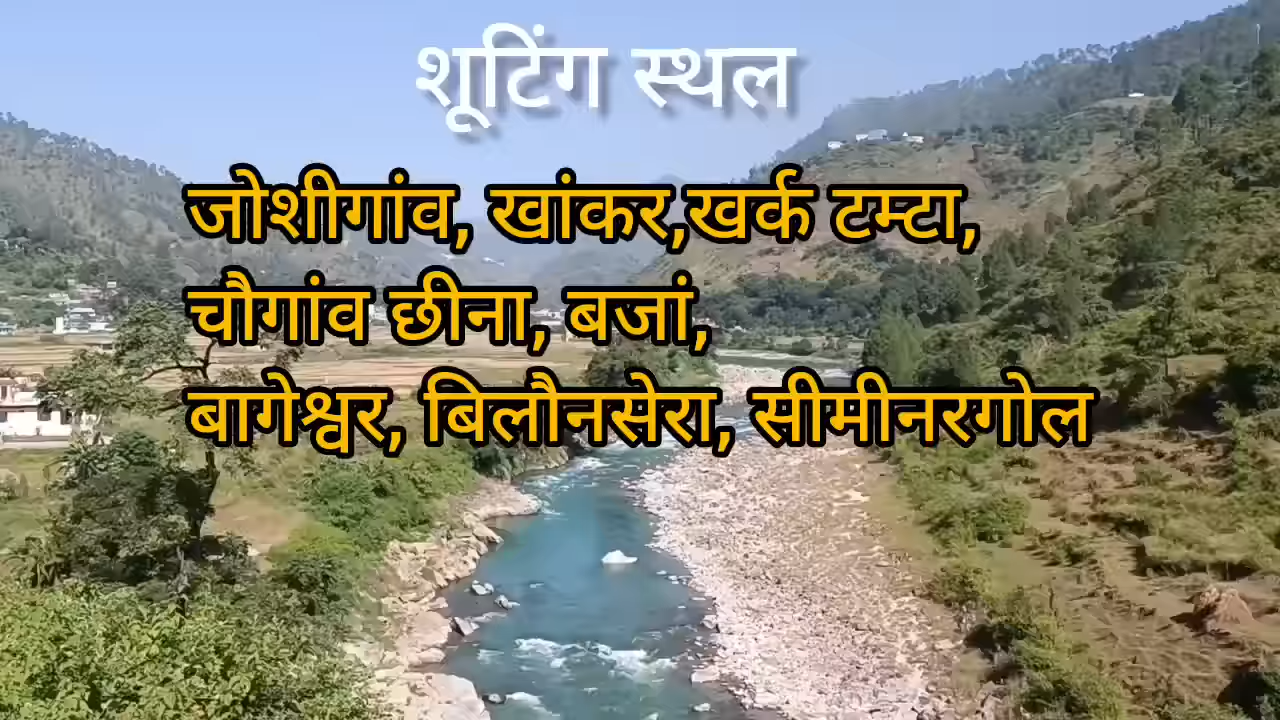 शूटिंग स्थल
जोशीगांव, खांकर,खर्क टम्टा,
चौगांव छीना, बजां,
बागेश्वर, बिलौनसेरा, सीमीनरगोल